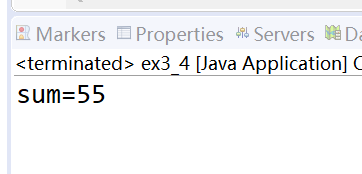 Markers Properties Servers
<terminated> ex3_4 [Java Application]
sum=55